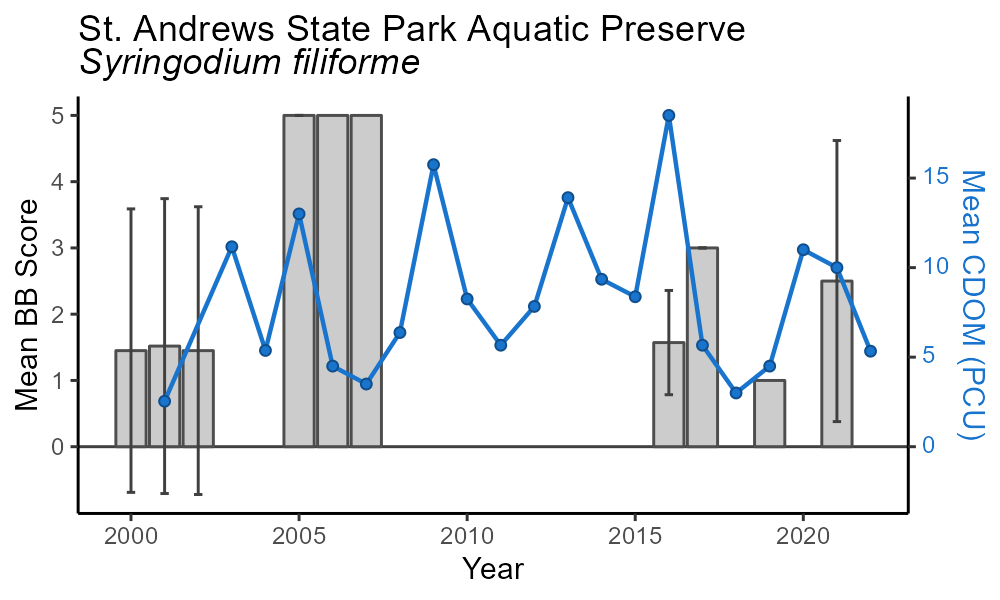 St. Andrews State Park Aquatic Preserve
Syringodium filiforme
5
4
3
2
1
0
Mean BB Score
15
10
5
0
Mean CDOM (PCU)
2000 2005 2010 2015 2020
Year